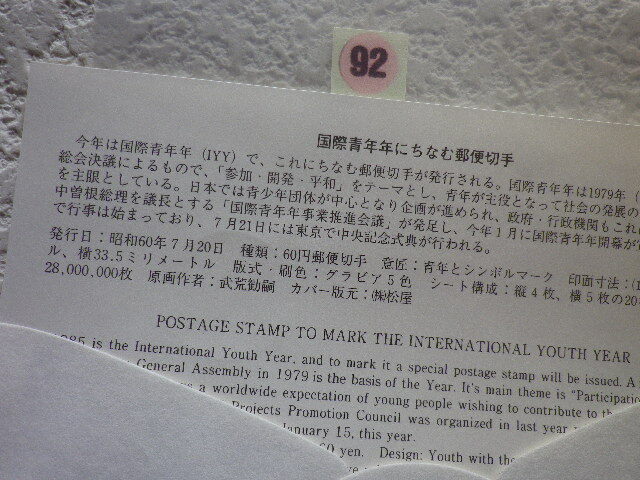 92
国際青年年にちなむ郵便切手
今年は国際青年年（IYY）で、これにちなむ郵便切手が発行される。国際青年年は1979年（
総会決議によるもので、「参加・開発・平和」をテーマとし、青年が主役となって社会の発展の
を主眼としている。日本では青少年団体が中心となり企画が進められ、政府・行政機関もこれに
中曽根総理を議長とする「国際青年年事業推進会議」が発足し、今年1月に国際青年年開幕が
で行事は始まっており、7月21日には東京で中央記念式典が行われる。
発行日：昭和60年7月20日 種類：60円郵便切手 意匠：青年とシンボルマーク 印面寸法：
ル、横33.5ミリメートル 版式・刷色：グラビア5色 シート構成：縦4枚、横5枚の20
28,000,000枚 原画作者：武荒勧嗣 カバー版元：㈱松屋
POSTAGE STAMP TO MARK THE INTERNATIONAL YOUTH YEAR
1985 is the International Youth Year, and to mark it a special postage stamp will be issued. A
General Assembly in 1979 is the basis of the Year. It's main theme is "Participation
a worldwide expectation of young people wishing to contribute to the
Projects Promotion Council was organized in last year
January 15, this year.
60 yen. Design: Youth with the